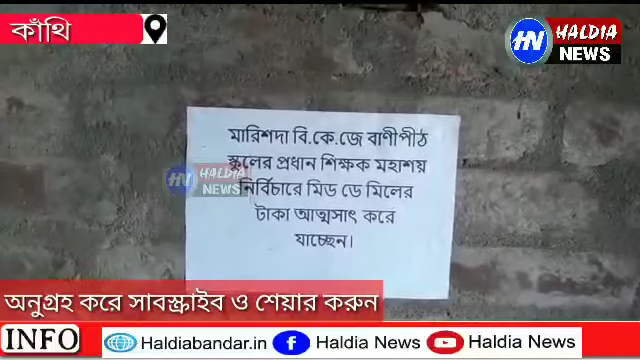 কাঁথি
HN HALDIA NEWS
মারিশদা বি.কে.জে বাণীপীঠ
স্কুলের প্রধান শিক্ষক মহাশয়
নির্বিচারে মিড ডে মিলের
টাকা আত্মসাৎ করে
যাচ্ছেন।
HN HALDIA NEWS
অনুগ্রহ করে সাবস্ক্রাইব ও শেয়ার করুন
INFO Haldiabandar.in Haldia News Haldia News